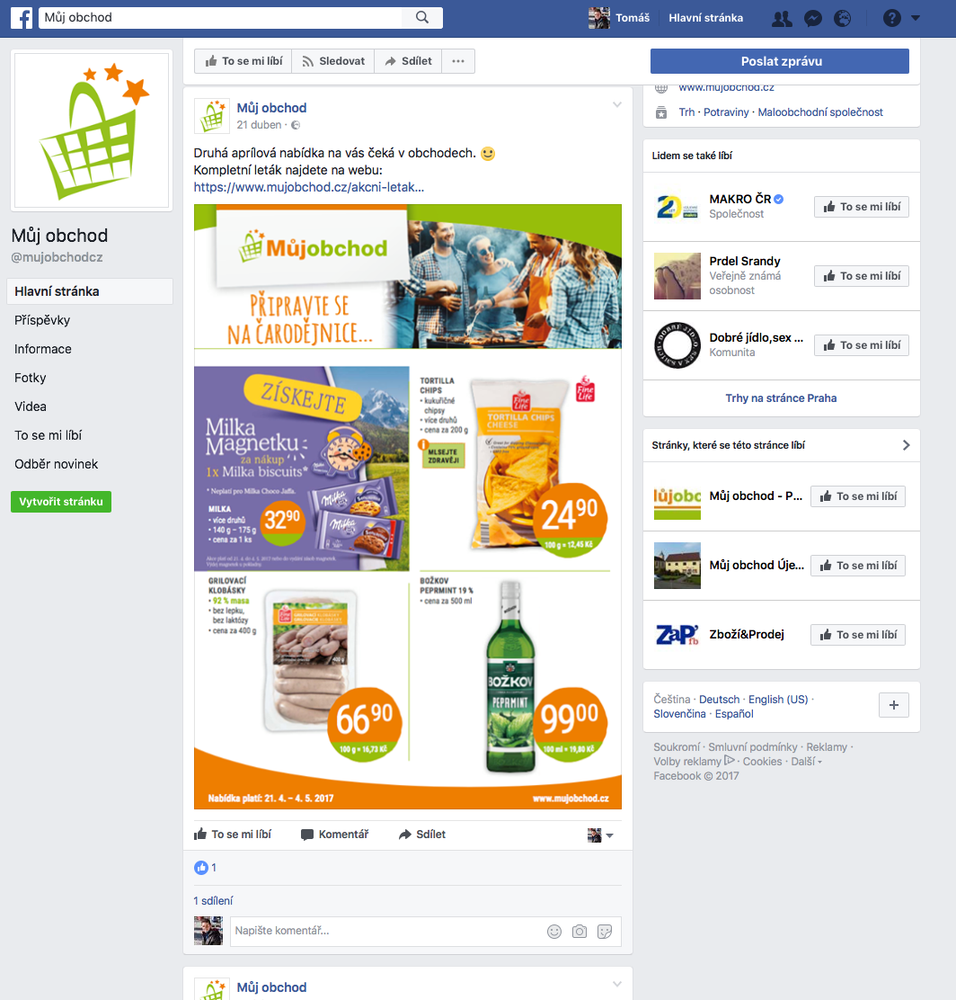 Můj obchod
Tomáš
Hlavní stránka
To se mi líbí
Sledovat
Sdílet
Poslat zprávu
Můj obchod
@mujobchodcz
Hlavní stránka
Příspěvky
Informace
Fotky
Videa
To se mi líbí
Odběr novinek
Vytvořit stránku
Můj obchod
21 duben ·
Druhá aprílová nabídka na vás čeká v obchodech.
Kompletní leták najdete na webu:
https://www.mujobchod.cz/akcni-letak...
Můjobchod
PŘIPRAVTE SE
NA ČARODĚJNICE...
ZÍSKEJTE
Milka
Magnetku
za nákup
1x Milka biscuits*
* Neplatí pro Milka Choco Jaffa.
MILKA
• více druhů
• 140 g – 175 g
• cena za 1 ks
3290
Milka
Milka
TORTILLA
CHIPS
• kukuřičné
chipsy
• více druhů
• cena za 200 g
MLSEJTE
ZDRAVĚJI
Fine
Life
Fine
Life
TORTILLA CHIPS
CHEESE
2490
100 g = 12,45 Kč
GRILOVACÍ
KLOBÁSKY
• 92 % masa
• bez lepku,
bez laktózy
• cena za 400 g
Fine
Life
6690
100 g = 16,73 Kč
BOŽKOV
PEPRMINT 19 %
• cena za 500 ml
BOŽKOV
PEPRMINT
9900
100 ml = 19,80 Kč
Nabídka platí: 21. 4. – 4. 5. 2017
www.mujobchod.cz
To se mi líbí
Komentář
Sdílet
1
1 sdílení
Napište komentář...
Můj obchod
www.mujobchod.cz
Trh · Potraviny · Maloobchodní společnost
Lidem se také líbí
MAKRO ČR
Společnost
To se mi líbí
Prdel Srandy
Veřejně známá
osobnost
To se mi líbí
Dobré jídlo,sex ...
Komunita
To se mi líbí
Trhy na stránce Praha
Stránky, které se této stránce líbí
Můj obchod - P...
To se mi líbí
Můj obchod Úje...
To se mi líbí
ZaP'
Zboží&Prodej
To se mi líbí
Čeština · Deutsch · English (US) ·
Slovenčina · Español
Soukromí · Smluvní podmínky · Reklamy ·
Volby reklamy · Cookies · Další
Facebook © 2017